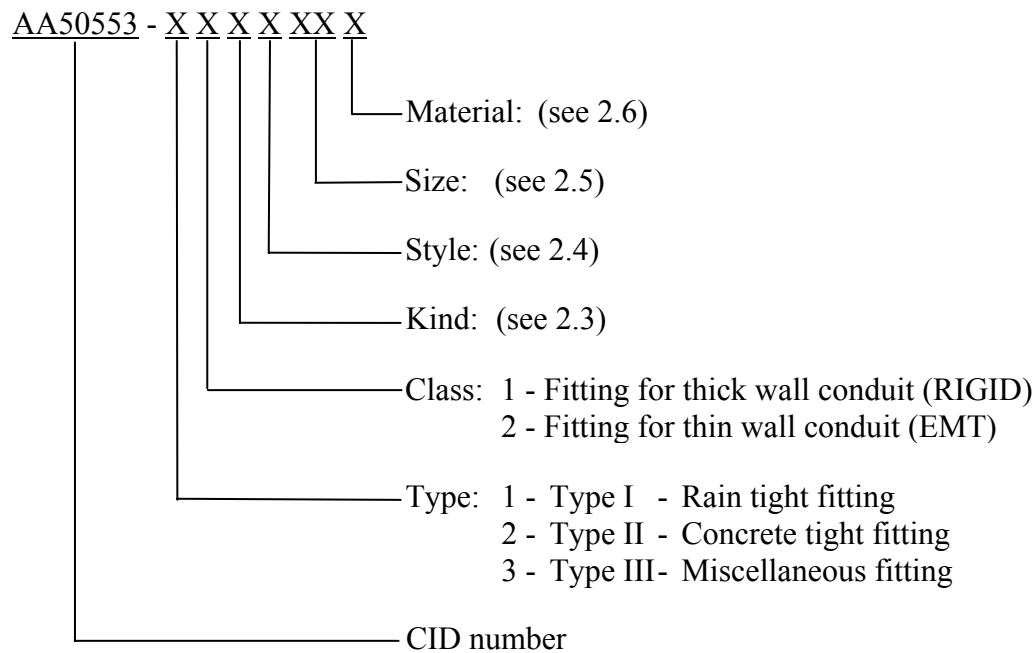 AA50553 - X X X X XX X
Material: (see 2.6)
Size: (see 2.5)
Style: (see 2.4)
Kind: (see 2.3)
Class: 1 - Fitting for thick wall conduit (RIGID)
2 - Fitting for thin wall conduit (EMT)
Type: 1 - Type I - Rain tight fitting
2 - Type II - Concrete tight fitting
3 - Type III - Miscellaneous fitting
CID number